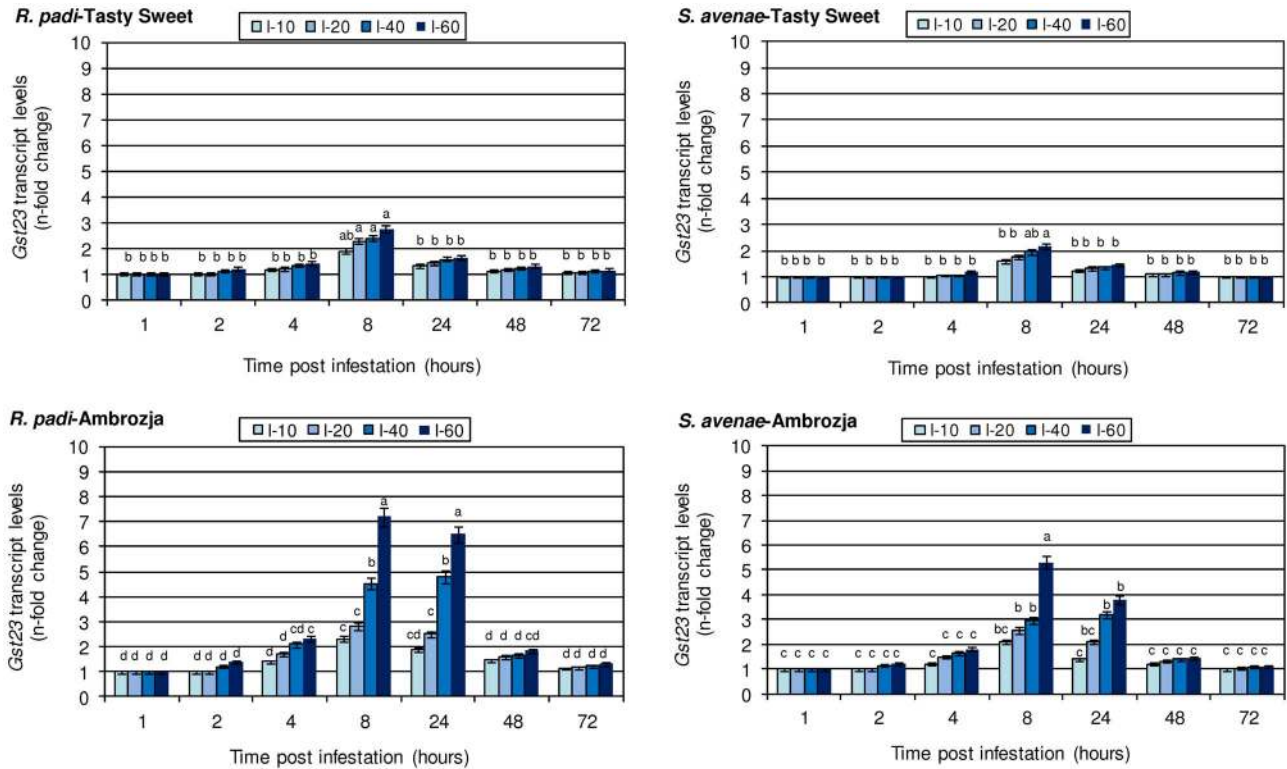 R. padi-Tasty Sweet
I-10 I-20 I-40 I-60
Gst23 transcript levels
(n-fold change)
10
9
8
7
6
5
4
3
2
1
0
b b b b b b b b b b b b ab a a a b b b b b b b b b b b b
1 2 4 8 24 48 72
Time post infestation (hours)
S. avenae-Tasty Sweet
I-10 I-20 I-40 I-60
Gst23 transcript levels
(n-fold change)
10
9
8
7
6
5
4
3
2
1
0
b b b b b b b b b b b b b b ab a b b b b b b b b b b b b
1 2 4 8 24 48 72
Time post infestation (hours)
R. padi-Ambrozja
I-10 I-20 I-40 I-60
Gst23 transcript levels
(n-fold change)
10
9
8
7
6
5
4
3
2
1
0
d d d d d d d d d d cd c c c b a cd c b a d d d cd d d d d
1 2 4 8 24 48 72
Time post infestation (hours)
S. avenae-Ambrozja
I-10 I-20 I-40 I-60
Gst23 transcript levels
(n-fold change)
10
9
8
7
6
5
4
3
2
1
0
c c c c c c c c c c c c bc b b a c bc b b c c c c c c c c
1 2 4 8 24 48 72
Time post infestation (hours)